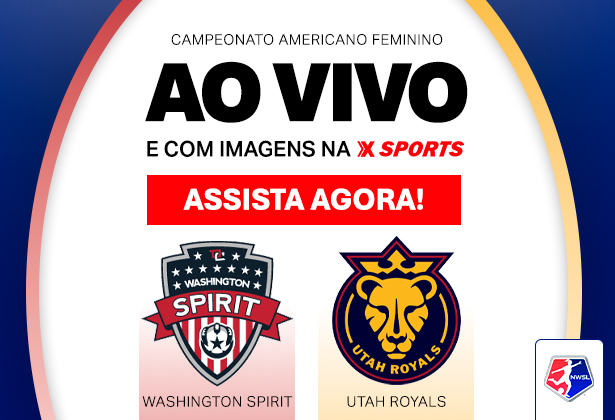 CAMPEONATO AMERICANO FEMININO
AO VIVO
E COM IMAGENS NA X SPORTS
ASSISTA AGORA!
DC
WASHINGTON
SPIRIT
UTAH ROYALS
WASHINGTON SPIRIT
UTAH ROYALS
NWSL